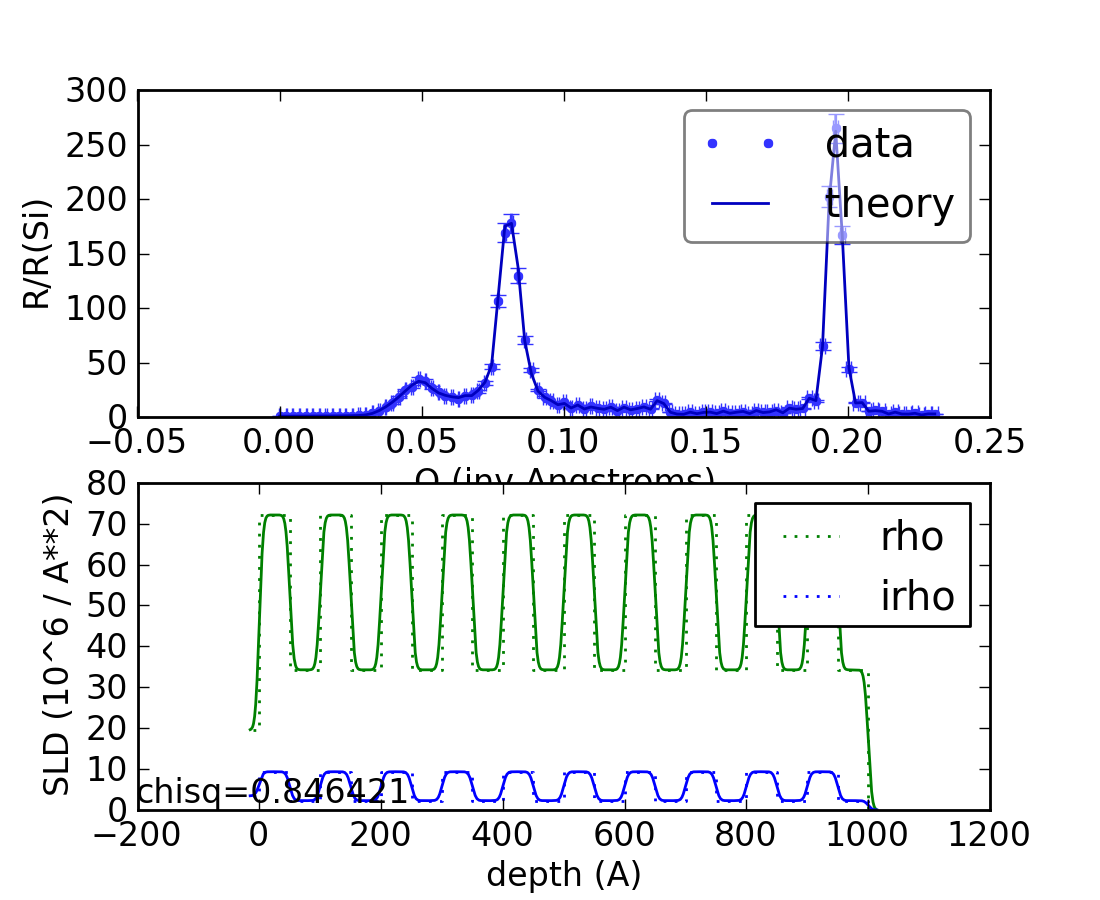 300
250
200
150
100
50
0
R/R(Si)
data
theory
−0.05 0.00 0.05 0.10 0.15 0.20 0.25
Q (inv Angstroms)
80
70
60
50
40
30
20
10
0
SLD (10^6 / A**2)
rho
irho
chisq=0.846421
−200 0 200 400 600 800 1000 1200
depth (A)